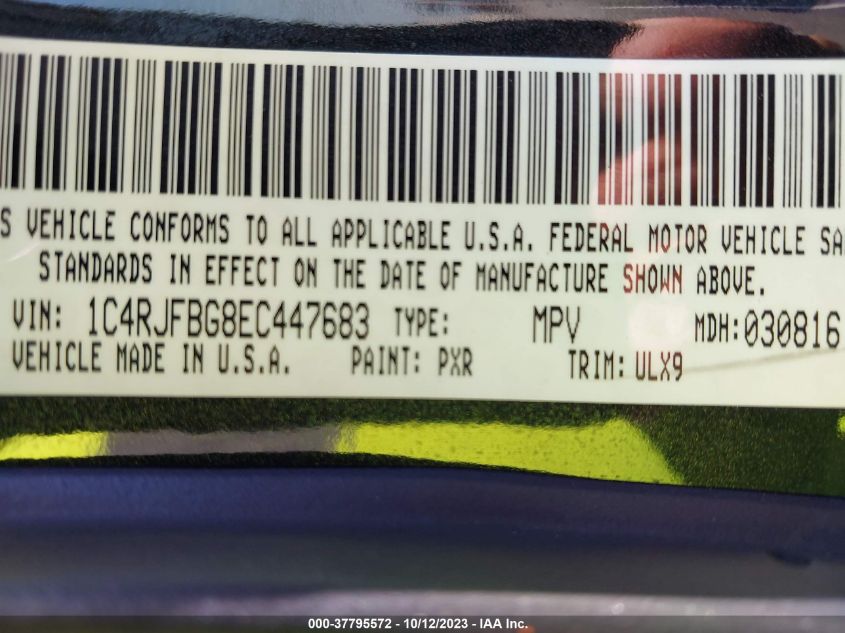 S VEHICLE CONFORMS TO ALL APPLICABLE U.S.A. FEDERAL MOTOR VEHICLE SA
STANDARDS IN EFFECT ON THE DATE OF MANUFACTURE SHOWN ABOVE.
VIN: 1C4RJFBG8EC447683 TYPE: MPV MDH:030816
VEHICLE MADE IN U.S.A. PAINT: PXR TRIM: ULX9
000-37795572 - 10/12/2023 - IAA Inc.